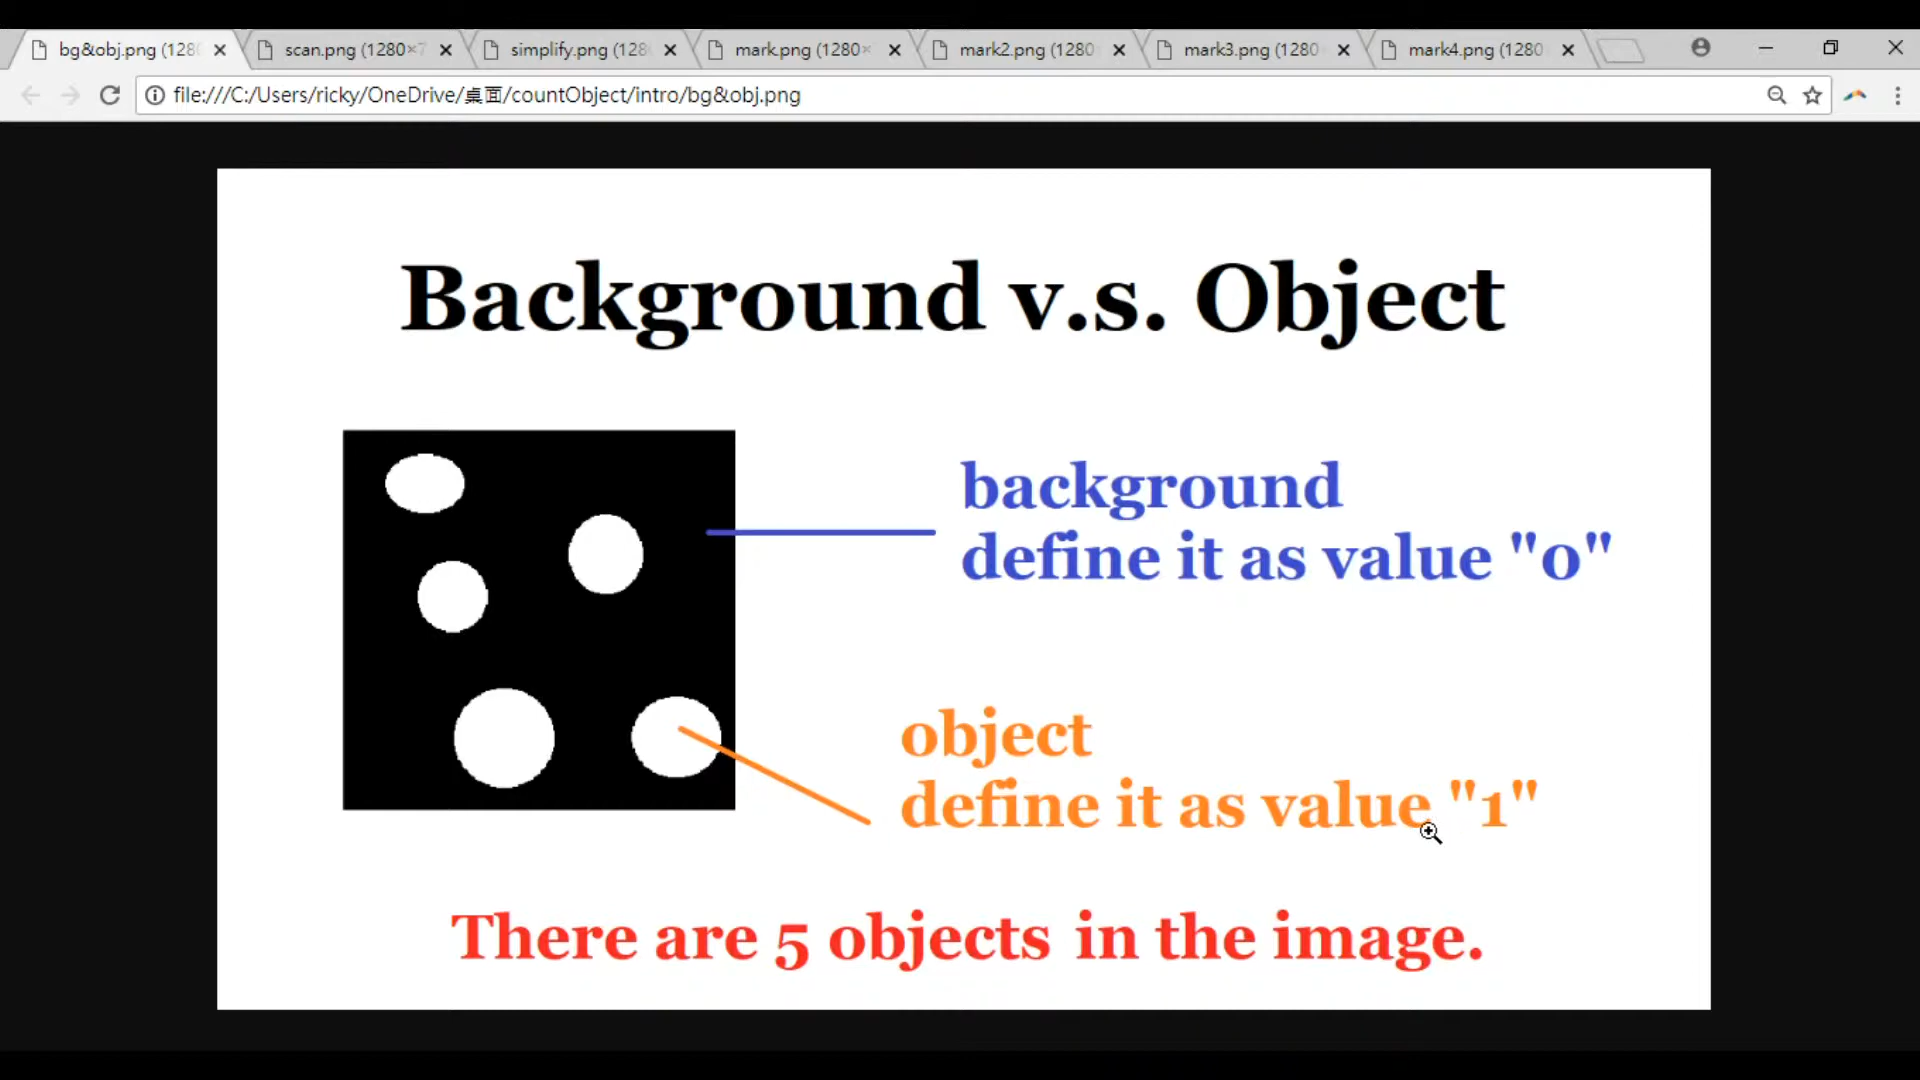 bg&obj.png (128
scan.png (1280×7
simplify.png (128
mark.png (1280×
mark2.png (1280
mark3.png (1280
mark4.png (1280
file:///C:/Users/ricky/OneDrive/桌面/countObject/intro/bg&obj.png
Background v.s. Object
background
define it as value "0"
object
define it as value "1"
There are 5 objects in the image.